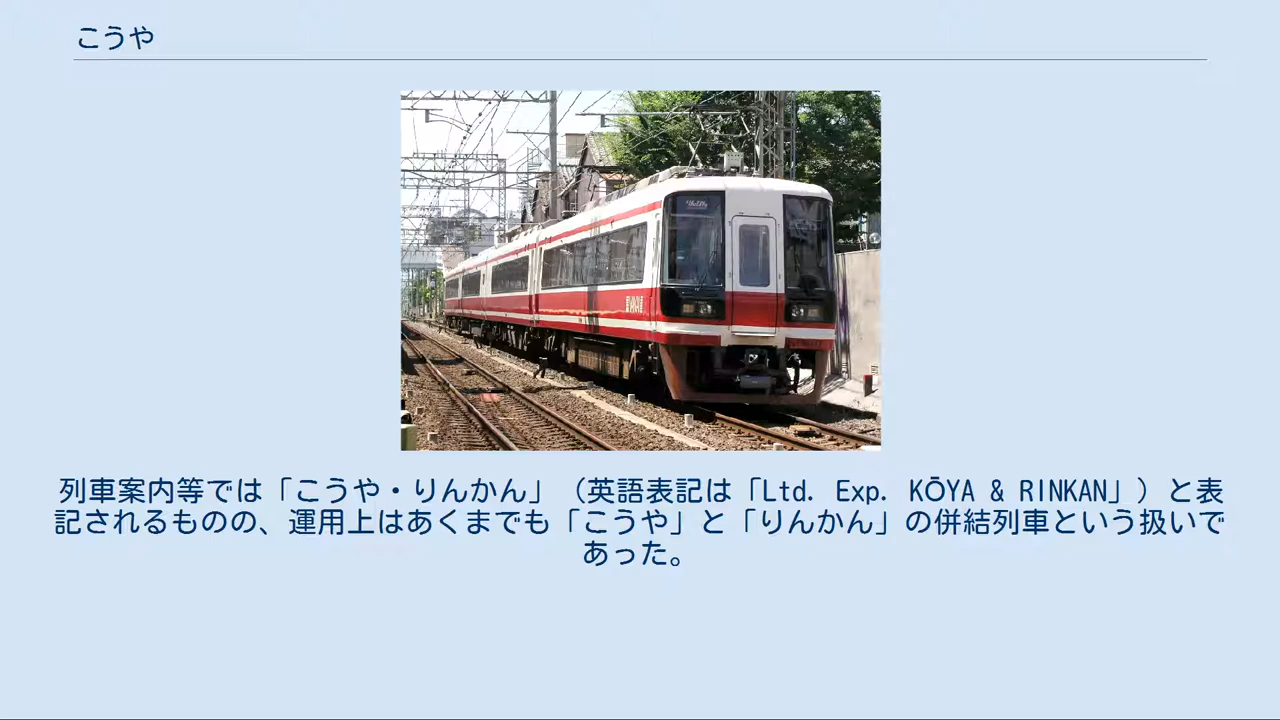 こうや
列車案内等では「こうや・りんかん」（英語表記は「Ltd. Exp. KŌYA & RINKAN」）と表
記されるものの、運用上はあくまでも「こうや」と「りんかん」の併結列車という扱いで
あった。